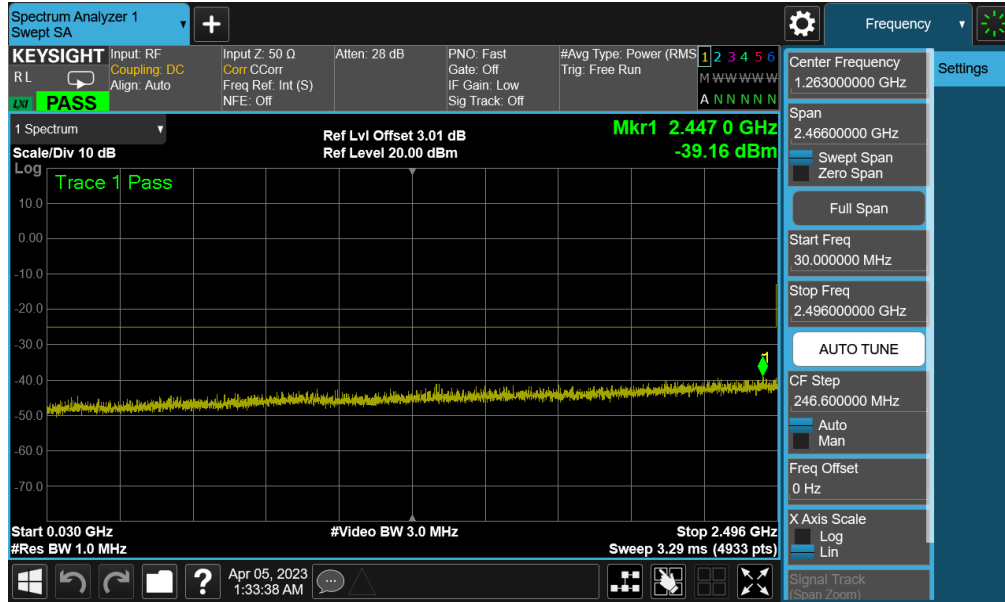 Spectrum Analyzer 1
Swept SA
Frequency
KEYSIGHT
RL
LXI PASS
Input: RF
Coupling: DC
Align: Auto
Input Z: 50 Ω
Corr CCorr
Freq Ref: Int (S)
NFE: Off
Atten: 28 dB
PNO: Fast
Gate: Off
IF Gain: Low
Sig Track: Off
#Avg Type: Power (RMS
Trig: Free Run
1 2 3 4 5 6
M W W W W W
A N N N N N
1 Spectrum
Scale/Div 10 dB
Ref Lvl Offset 3.01 dB
Ref Level 20.00 dBm
Mkr1 2.447 0 GHz
-39.16 dBm
Log
Trace 1 Pass
10.0
0.00
-10.0
-20.0
-30.0
1
-40.0
-50.0
-60.0
-70.0
Start 0.030 GHz
#Res BW 1.0 MHz
#Video BW 3.0 MHz
Stop 2.496 GHz
Sweep 3.29 ms (4933 pts)
Center Frequency
1.263000000 GHz
Settings
Span
2.46600000 GHz
Swept Span
Zero Span
Full Span
Start Freq
30.000000 MHz
Stop Freq
2.496000000 GHz
AUTO TUNE
CF Step
246.600000 MHz
Auto
Man
Freq Offset
0 Hz
X Axis Scale
Log
Lin
Signal Track
(Span Zoom)
?
Apr 05, 2023
1:33:38 AM